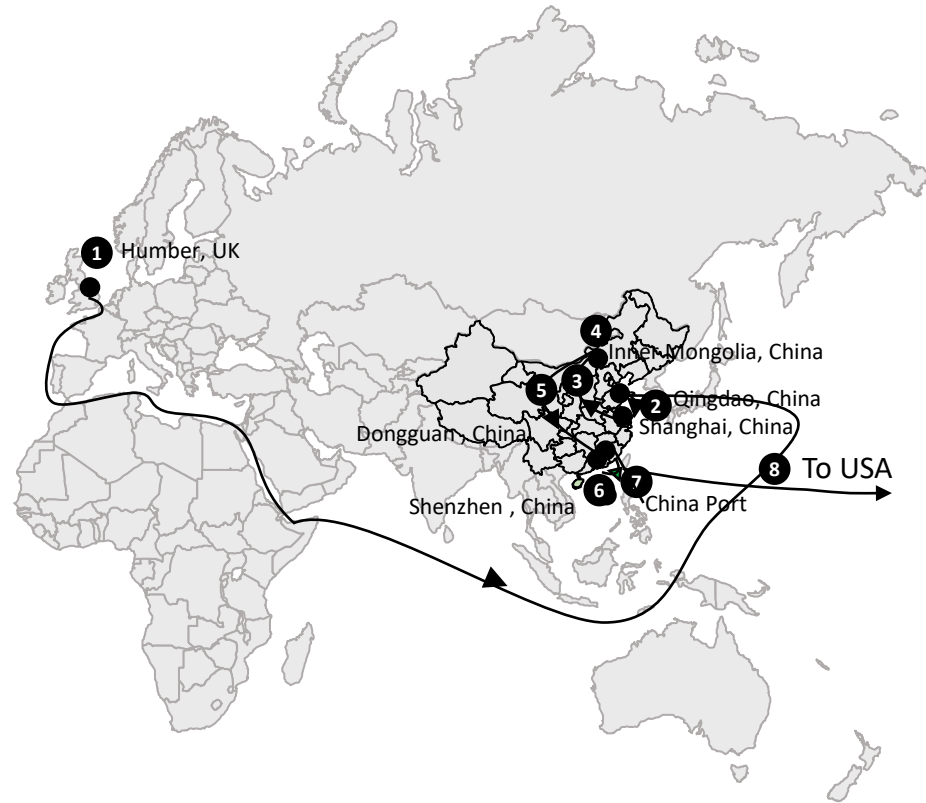 1 Humber, UK
4
Inner Mongolia, China
3
5
2 Qingdao, China
Shanghai, China
Dongguan , China
8 To USA
6 7
Shenzhen , China
China Port